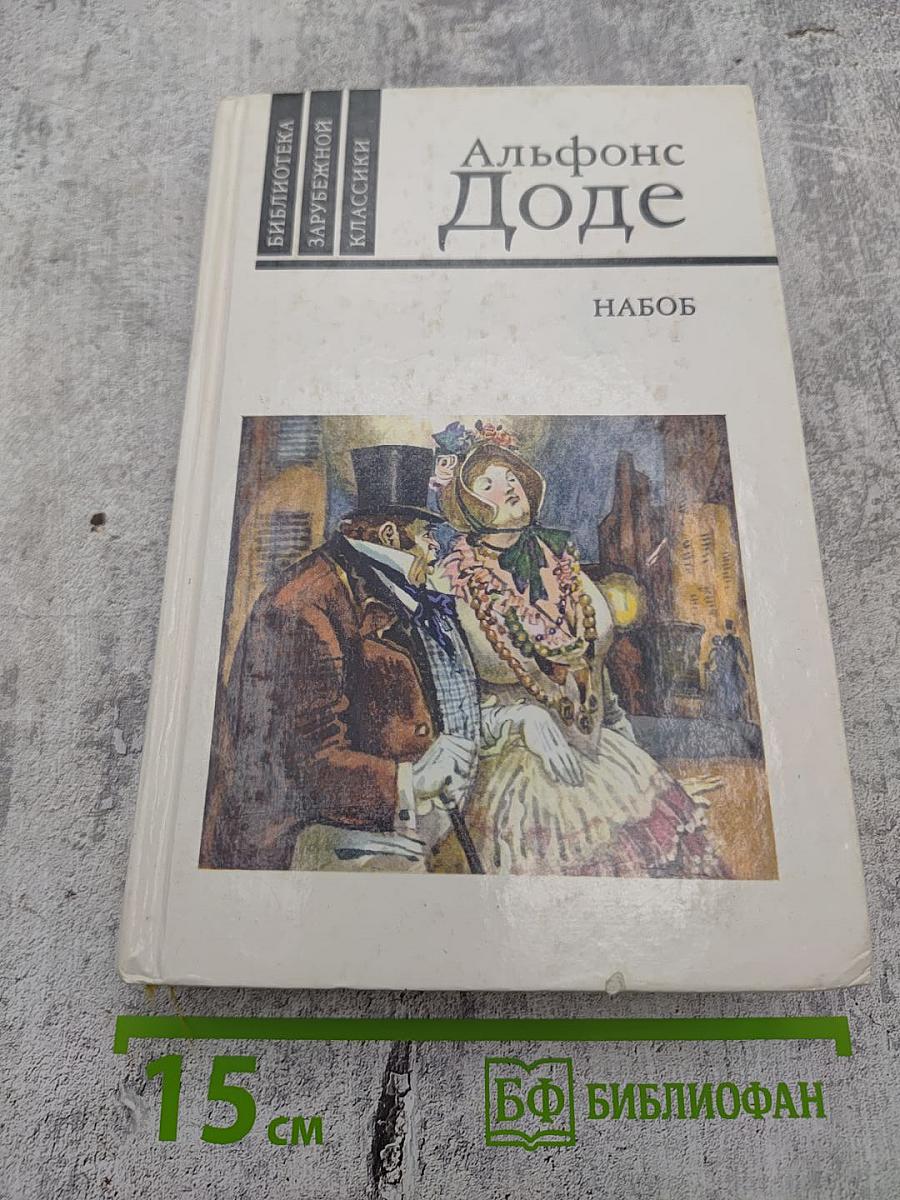 БИБЛИОТЕКА
ЗАРУБЕЖНОЙ
КЛАССИКИ
Альфонс
Доде
НАБОБ
15 см
БФ БИБЛИОФАН